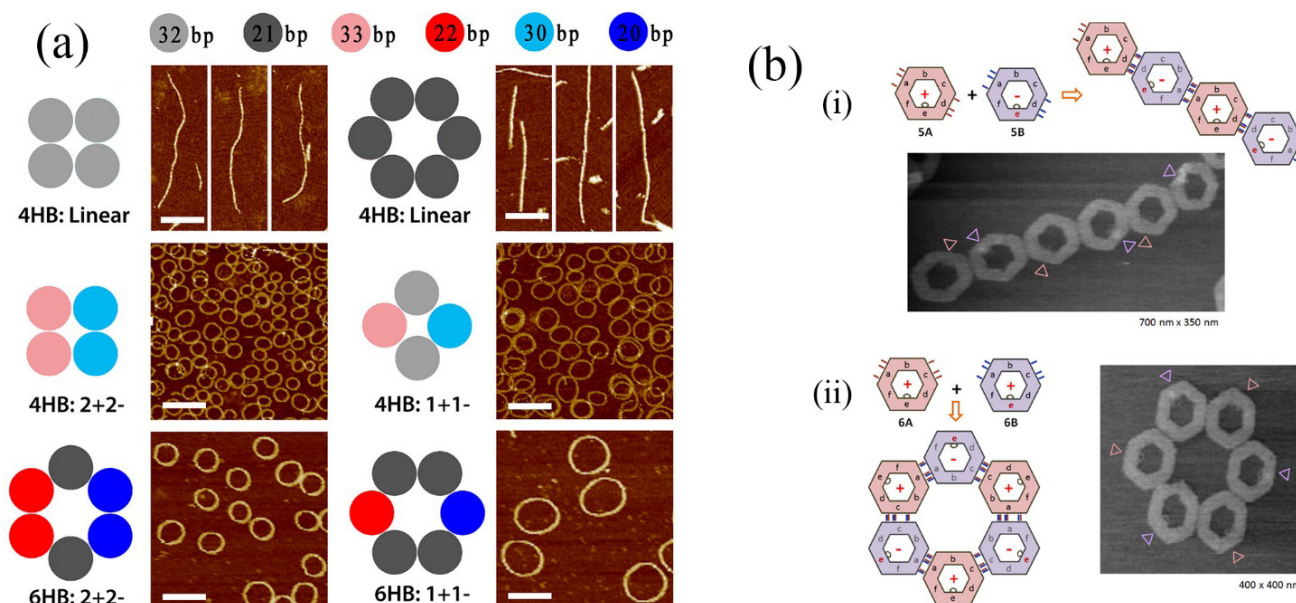 (a)
32 bp 21 bp 33 bp 22 bp 30 bp 20 bp
4HB: Linear
4HB: Linear
4HB: 2+2-
4HB: 1+1-
6HB: 2+2-
6HB: 1+1-
(b)
(i)
a b c d e f +
5A
+
a b c d e f -
5B
a b c d e f +
d c b a f e -
a b c d e f +
d c b a f e -
700 nm x 350 nm
(ii)
a b c d e f +
6A
+
a b c d e f -
6B
f e d a b c -
f e a d b c +
e d f c a b +
c b d a e f -
b a c f d e -
b a c f d e +
400 x 400 nm